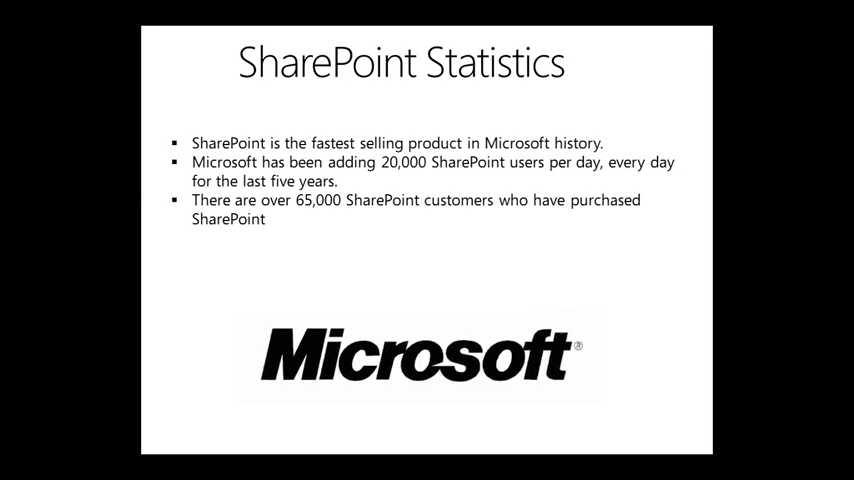 SharePoint Statistics
▪ SharePoint is the fastest selling product in Microsoft history.
▪ Microsoft has been adding 20,000 SharePoint users per day, every day
for the last five years.
▪ There are over 65,000 SharePoint customers who have purchased
SharePoint
Microsoft®